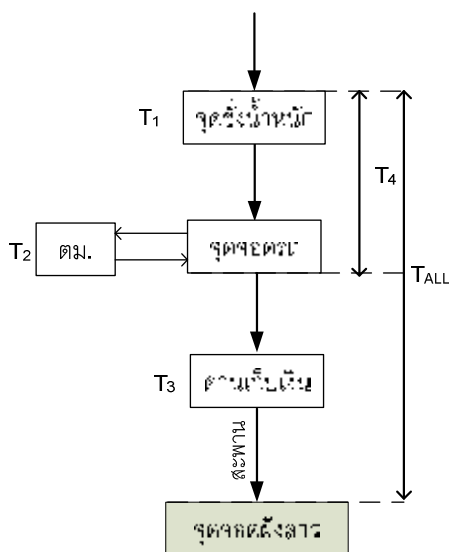 T1
จุดชั่งน้ำหนัก
T4
T2
ตม.
จุดจอดรถ
TALL
T3
ด่านเก็บเงิน
สะพาน
จุดจอดฝั่งลาว